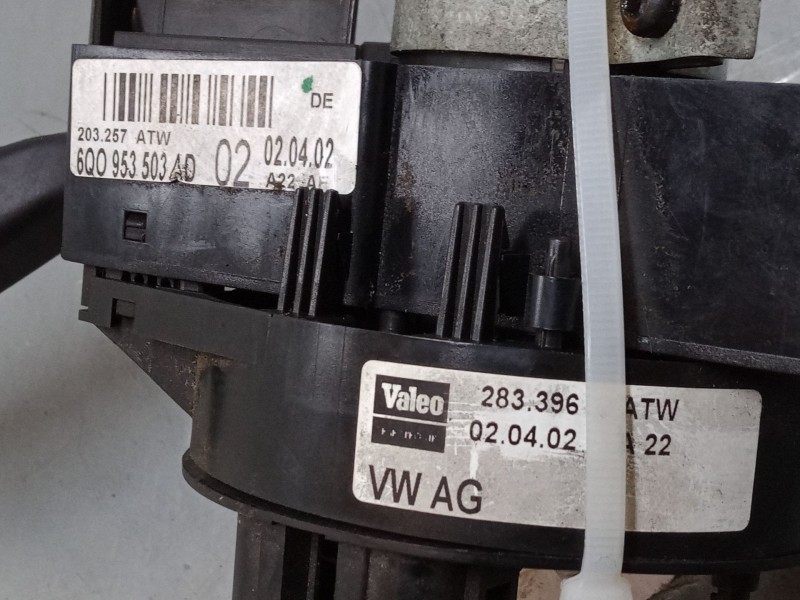 DE
203.257 ATW
6Q0 953 503 AD 02 02.04.02
A22
Valeo 283.396 ATW
02.04.02 A 22
VW AG